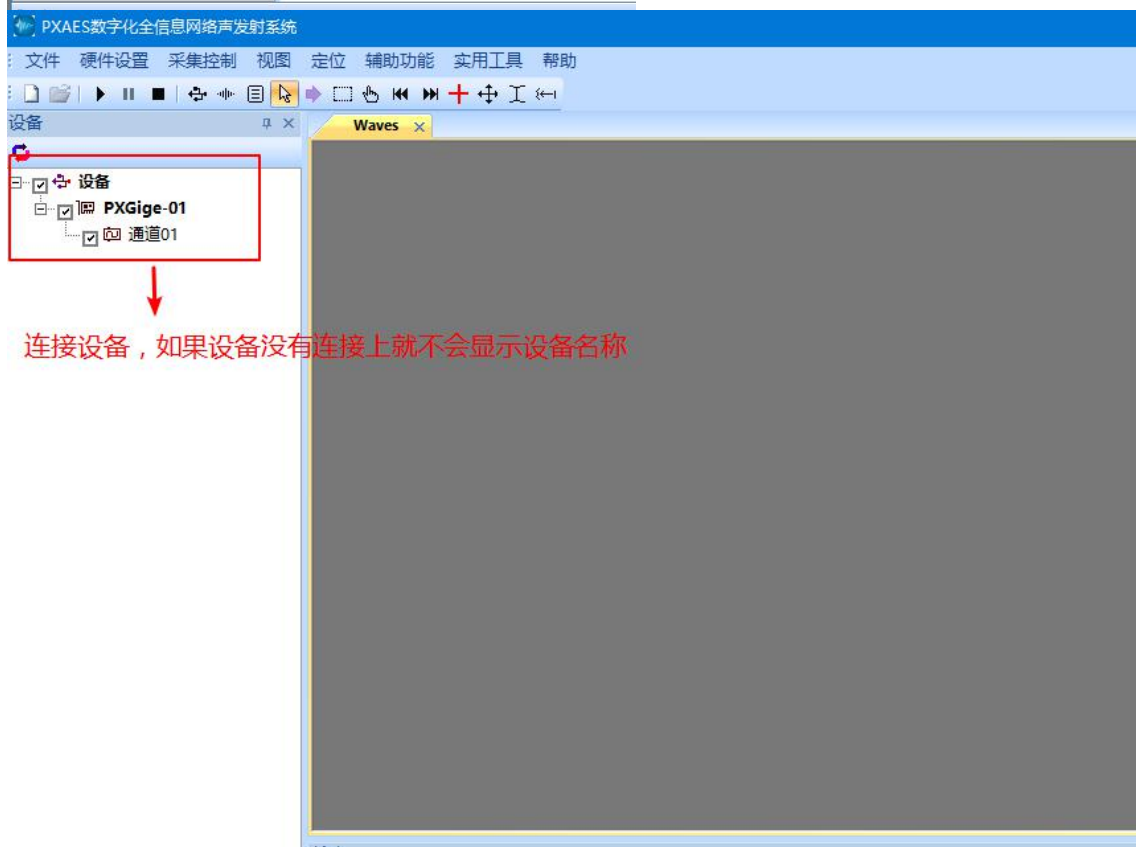 PXAES数字化全信息网络声发射系统
文件 硬件设置 采集控制 视图 定位 辅助功能 实用工具 帮助
设备
Waves
设备
PXGige-01
通道01
连接设备，如果设备没有连接上就不会显示设备名称